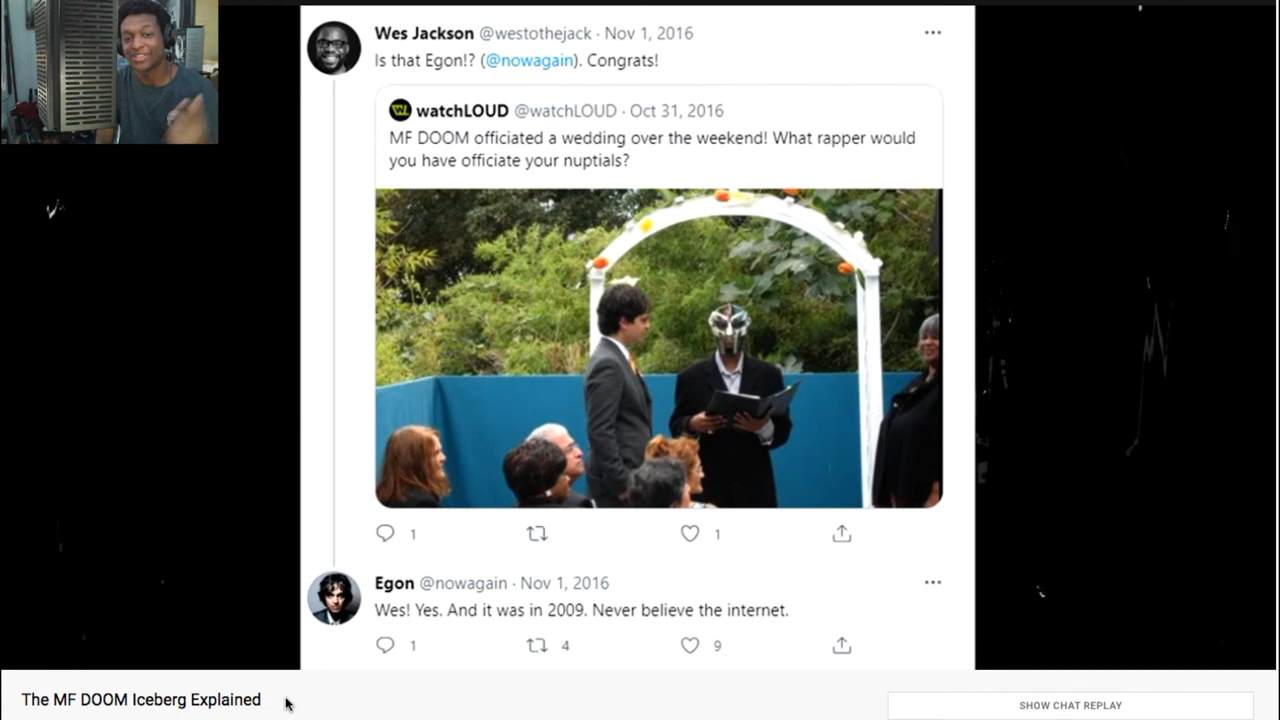 Wes Jackson @westothejack · Nov 1, 2016
Is that Egon!? (@nowagain). Congrats!
watchLOUD @watchLOUD · Oct 31, 2016
MF DOOM officiated a wedding over the weekend! What rapper would
you have officiate your nuptials?
1 1
Egon @nowagain · Nov 1, 2016
Wes! Yes. And it was in 2009. Never believe the internet.
1 4 9
The MF DOOM Iceberg Explained
SHOW CHAT REPLAY